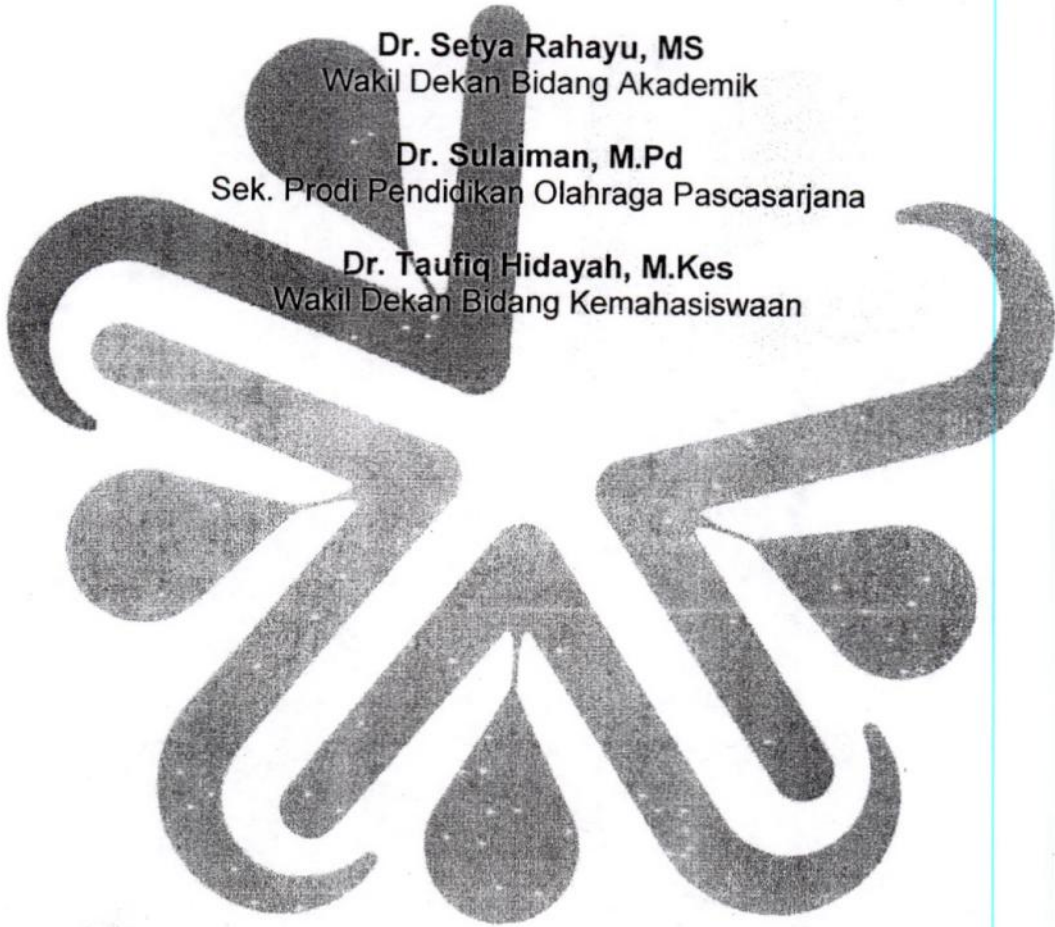 Dr. Setya Rahayu, MS
Wakil Dekan Bidang Akademik
Dr. Sulaiman, M.Pd
Sek. Prodi Pendidikan Olahraga Pascasarjana
Dr. Taufiq Hidayah, M.Kes
Wakil Dekan Bidang Kemahasiswaan